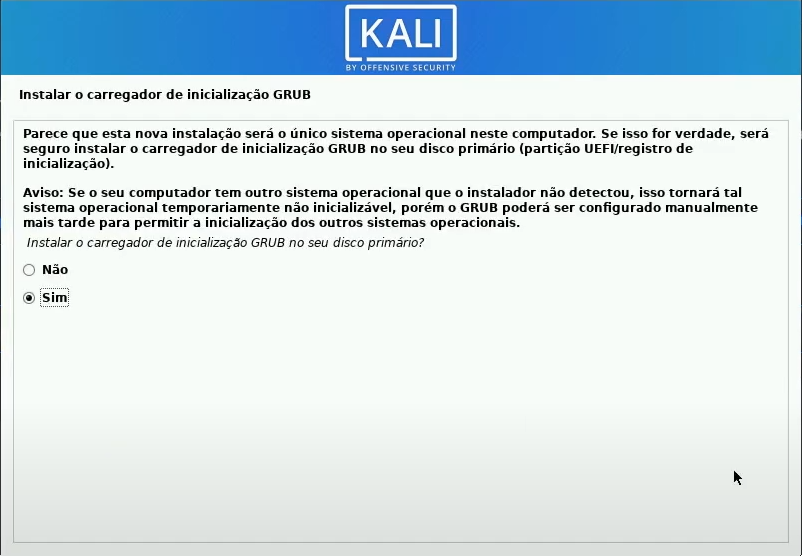 KALI
BY OFFENSIVE SECURITY
Instalar o carregador de inicialização GRUB
Parece que esta nova instalação será o único sistema operacional neste computador. Se isso for verdade, será
seguro instalar o carregador de inicialização GRUB no seu disco primário (partição UEFI/registro de
inicialização).
Aviso: Se o seu computador tem outro sistema operacional que o instalador não detectou, isso tornará tal
sistema operacional temporariamente não inicializável, porém o GRUB poderá ser configurado manualmente
mais tarde para permitir a inicialização dos outros sistemas operacionais.
Instalar o carregador de inicialização GRUB no seu disco primário?
Não
Sim